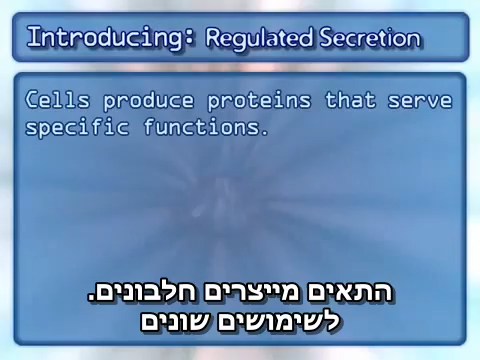 Introducing: Regulated Secretion
Cells produce proteins that serve
specific functions.
התאים מייצרים חלבונים.
לשימושים שונים